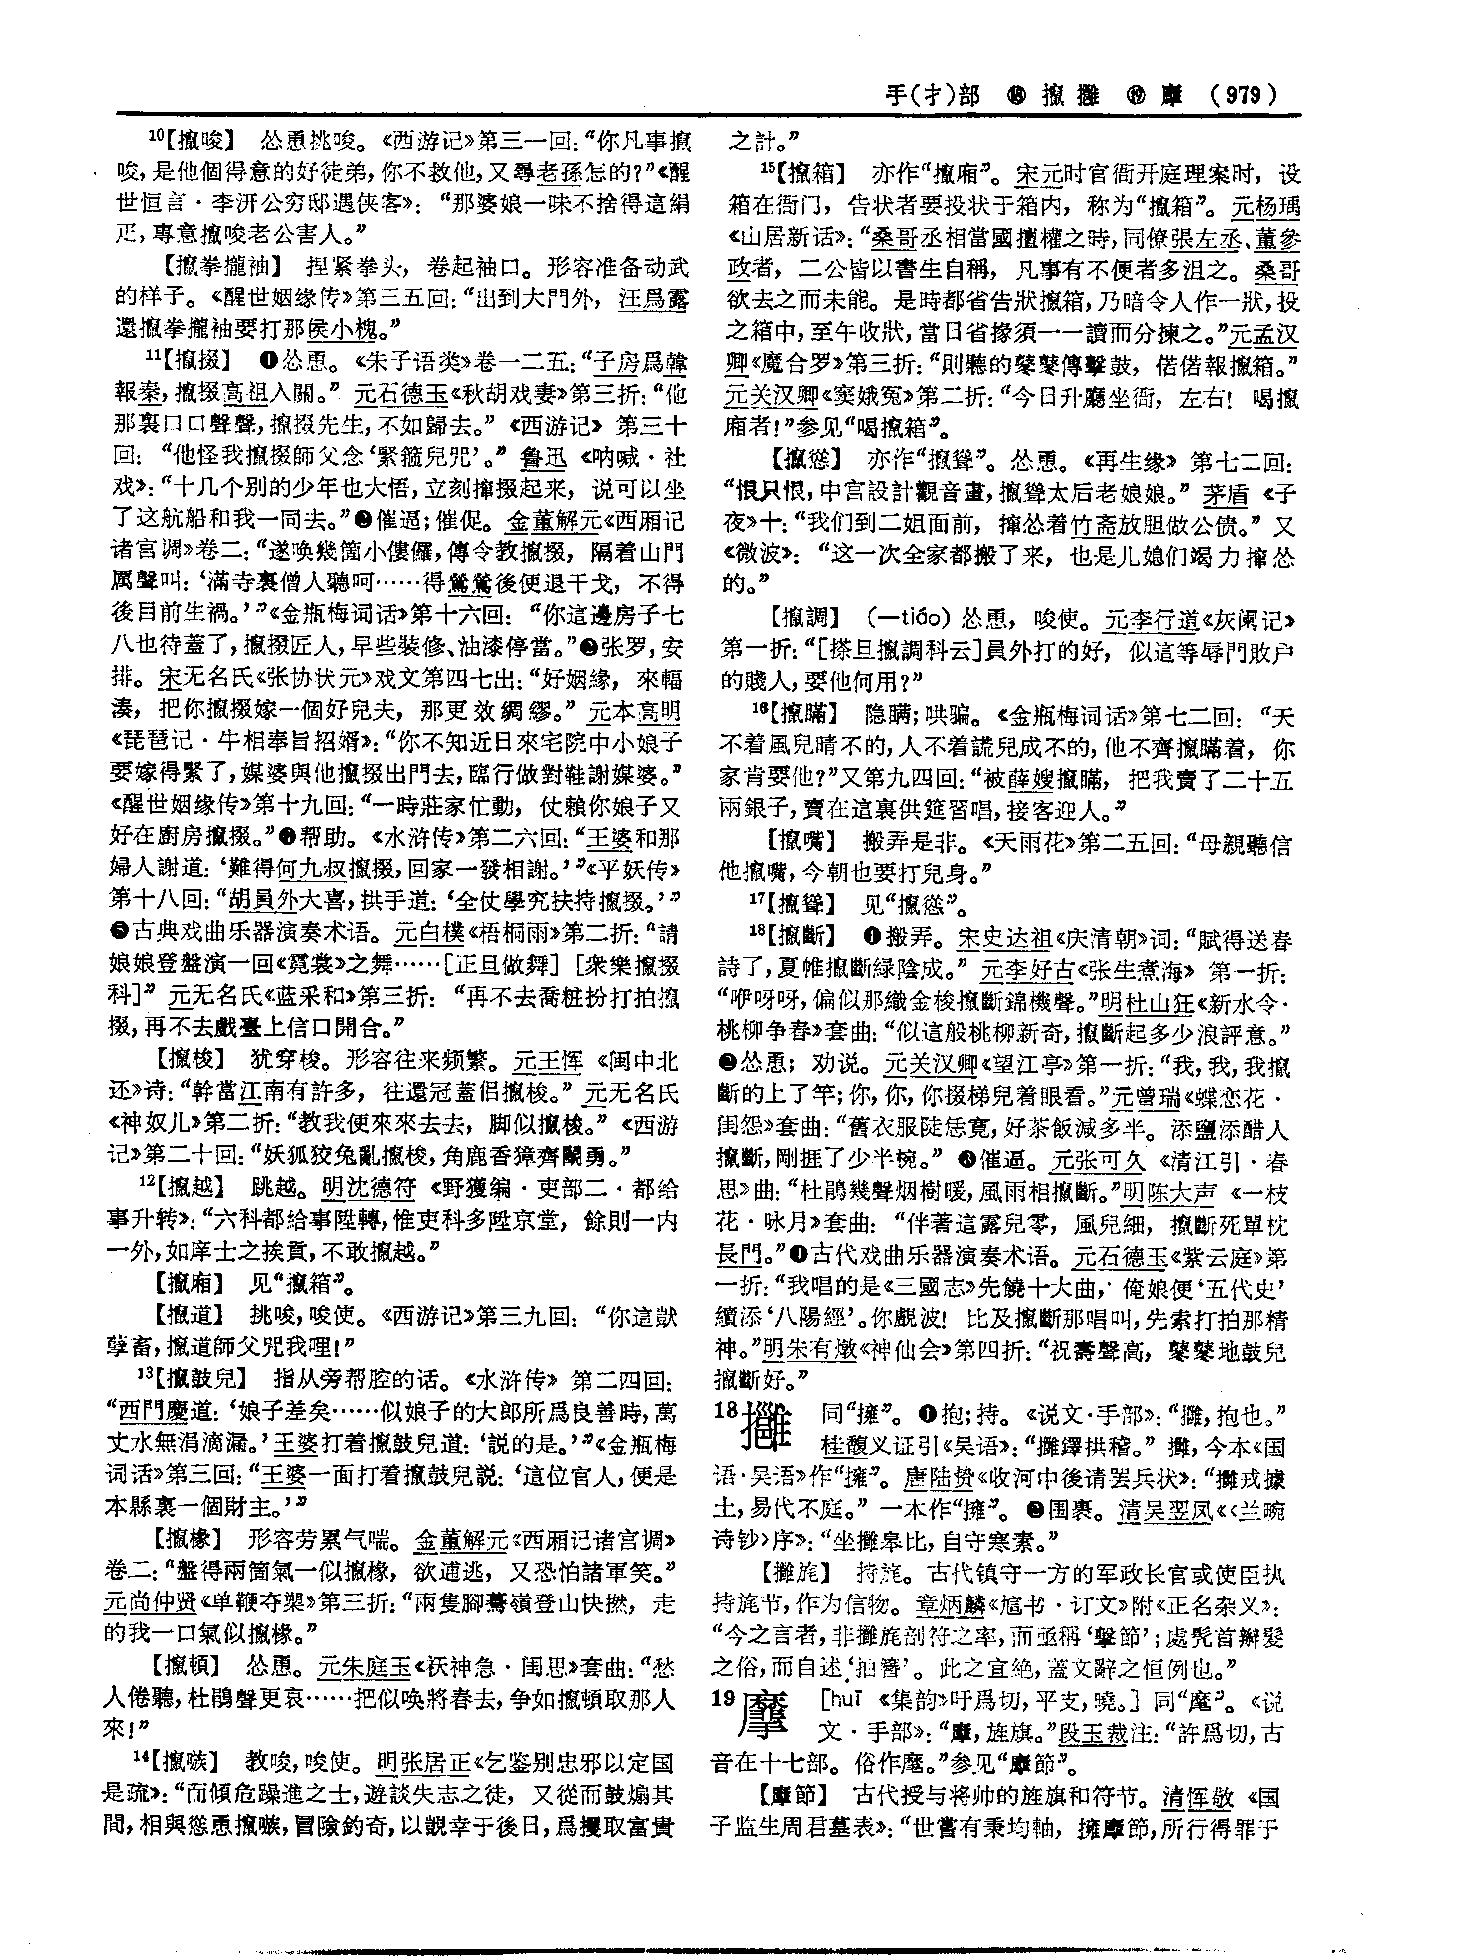 手(扌)部　⑱ 攛 攤　⑲ 摩 (979)
10【攛唆】　怂恿挑唆。《西游记》第三一回：“你凡事攛
唆，是他個得意的好徒弟，你不救他，又尋老孫怎的？”《醒
世恒言·李汧公穷邸遇侠客》：“那婆娘一味不捨得這絹
疋，專意攛唆老公害人。”
【攛拳攏袖】　捏紧拳头，卷起袖口。形容准备动武
的样子。《醒世姻缘传》第三五回：“出到大門外，汪爲露
還攛拳攏袖要打那侯小槐。”
11【攛掇】　❶怂恿。《朱子语类》卷一二五：“子房爲韓
報秦，攛掇高祖入關。”元石德玉《秋胡戏妻》第三折：“他
那裏口口聲聲，攛掇先生，不如歸去。”《西游记》第三十
回：“他怪我攛掇師父念‘緊箍兒咒’。”鲁迅《呐喊·社
戏》：“十几个别的少年也大悟，立刻撺掇起来，说可以坐
了这航船和我一同去。”❷催逼；催促。金董解元《西厢记
诸宫调》卷二：“遂唤幾箇小僂儸，傳令教攛掇，隔着山門
厲聲叫：‘滿寺裏僧人聽呵……得鶯鶯後便退干戈，不得
後目前生禍。’”《金瓶梅词话》第十六回：“你這邊房子七
八也待蓋了，攛掇匠人，早些裝修、油漆停當。”❸张罗，安
排。宋无名氏《张协状元》戏文第四七出：“好姻緣，來輻
湊，把你攛掇嫁一個好兒夫，那更效綢繆。”元本高明
《琵琶记·牛相奉旨招婿》：“你不知近日來宅院中小娘子
要嫁得緊了，媒婆與他攛掇出門去，臨行做對鞋謝媒婆。”
《醒世姻缘传》第十九回：“一時莊家忙動，仗賴你娘子又
好在廚房攛掇。”❹帮助。《水浒传》第二六回：“王婆和那
婦人謝道：‘難得何九叔攛掇，回家一發相謝。’”《平妖传》
第十八回：“胡員外大喜，拱手道：‘全仗學究扶持攛掇。’”
❺古典戏曲乐器演奏术语。元白樸《梧桐雨》第二折：“請
娘娘登盤演一回《霓裳》之舞……[正旦做舞] [衆樂攛掇
科]”元无名氏《蓝采和》第三折：“再不去喬粧扮打拍攛
掇，再不去戲臺上信口開合。”
【攛梭】　犹穿梭。形容往来频繁。元王恽《闽中北
还》诗：“幹當江南有許多，往還冠蓋侣攛梭。”元无名氏
《神奴儿》第二折：“教我便來來去去，脚似攛梭。”《西游
记》第二十回：“妖狐狡兔亂攛梭，角鹿香獐齊鬭勇。”
12【攛越】　跳越。明沈德符《野獲编·吏部二·都给
事升转》：“六科都給事陞轉，惟吏科多陞京堂，餘則一内
一外，如庠士之挨貢，不敢攛越。”
【攛廂】　见“攛箱”。
【攛道】　挑唆，唆使。《西游记》第三九回：“你這獃
孽畜，攛道師父咒我哩！”
13【攛鼓兒】　指从旁帮腔的话。《水浒传》第二四回：
“西門慶道：‘娘子差矣……似娘子的大郎所爲良善時，萬
丈水無涓滴漏。’王婆打着攛鼓兒道：‘説的是。’”《金瓶梅
词话》第三回：“王婆一面打着攛鼓兒説：‘這位官人，便是
本縣裏一個財主。’”
【攛椽】　形容劳累气喘。金董解元《西厢记诸宫调》
卷二：“盤得兩箇氣一似攛椽，欲逋逃，又恐怕諸軍笑。”
元尚仲贤《单鞭夺槊》第三折：“兩隻腳驀嶺登山快撚，走
的我一口氣似攛椽。”
【攛頓】　怂恿。元朱庭玉《袄神急·闺思》套曲：“愁
人倦聽，杜鵑聲更哀……把似唤將春去，争如攛頓取那人
來！”
14【攛嗾】　教唆，唆使。明张居正《乞鉴别忠邪以定国
是疏》：“而傾危躁進之士，遊談失志之徒，又從而鼓煽其
間，相與慫恿攛嗾，冒險釣奇，以覬幸于後日，爲攫取富貴
之計。”
15【攛箱】　亦作“攛廂”。宋元时官衙开庭理案时，设
箱在衙门，告状者要投状于箱内，称为“攛箱”。元杨瑀
《山居新话》：“桑哥丞相當國擅權之時，同僚張左丞、董參
政者，二公皆以書生自稱，凡事有不便者多沮之。桑哥
欲去之而未能。是時都省告狀攛箱，乃暗令人作一狀，投
之箱中，至午收狀，當日省掾須一一讀而分揀之。”元孟汉
卿《魔合罗》第三折：“則聽的鼕鼕傳擊鼓，偌偌報攛箱。”
元关汉卿《窦娥冤》第二折：“今日升廳坐衙，左右！喝攛
廂者！”参见“喝攛箱”。
【攛慫】　亦作“攛聳”。怂恿。《再生缘》第七二回：
“恨只恨，中宫設計觀音畫，攛聳太后老娘娘。”茅盾《子
夜》十：“我们到二姐面前，撺怂着竹斋放胆做公债。”又
《微波》：“这一次全家都搬了来，也是儿媳们竭力撺怂
的。”
【攛調】　(—tiáo)怂恿，唆使。元李行道《灰阑记》
第一折：“[搽旦攛調科云]員外打的好，似這等辱門敗户
的賤人，要他何用？”
16【攛瞞】　隐瞒；哄骗。《金瓶梅词话》第七二回：“天
不着風兒晴不的，人不着謊兒成不的，他不齊攛瞞着，你
家肯要他？”又第九四回：“被薛嫂攛瞞，把我賣了二十五
兩銀子，賣在這裏供筵習唱，接客迎人。”
【攛嘴】　搬弄是非。《天雨花》第二五回：“母親聽信
他攛嘴，今朝也要打兒身。”
17【攛聳】　见“攛慫”。
18【攛斷】　❶搬弄。宋史达祖《庆清朝》词：“賦得送春
詩了，夏帷攛斷緑陰成。”元李好古《张生煮海》第一折：
“咿呀呀，偏似那織金梭攛斷錦機聲。”明杜山狂《新水令·
桃柳争春》套曲：“似這般桃柳新奇，攛斷起多少浪評意。”
❷怂恿；劝说。元关汉卿《望江亭》第一折：“我，我，我攛
斷的上了竿；你，你，你掇梯兒着眼看。”元曾瑞《蝶恋花·
闺怨》套曲：“舊衣服陡恁寬，好茶飯減多半。添鹽添醋人
攛斷，剛捱了少半碗。”❸催逼。元张可久《清江引·春
思》曲：“杜鵑幾聲烟樹暖，風雨相攛斷。”明陈大声《一枝
花·咏月》套曲：“伴著這露兒零，風兒細，攛斷死單枕
長門。”❹古代戏曲乐器演奏术语。元石德玉《紫云庭》第
一折：“我唱的是《三國志》先饒十大曲，俺娘便‘五代史’
續添‘八陽經’。你覷波！比及攛斷那唱叫，先索打拍那精
神。”明朱有燉《神仙会》第四折：“祝壽聲高，鼕鼕地鼓兒
攛斷好。”
18 㩴　同“擁”。❶抱；持。《说文·手部》：“㩴，抱也。”
桂馥义证引《吴语》：“㩴鐸拱稽。”㩴，今本《国
语·吴语》作“擁”。唐陆贽《收河中後请罢兵状》：“㩴戎據
土，易代不庭。”一本作“擁”。❷围裹。清吴翌凤《〈兰畹
诗钞〉序》：“坐㩴皋比，自守寒素。”
【㩴旄】　持旄。古代镇守一方的军政长官或使臣执
持旄节，作为信物。章炳麟《訄书·订文》附《正名杂义》：
“今之言者，非㩴旄剖符之率，而亟稱‘擊節’；處髡首辮髮
之俗，而自述‘抽簪’。此之宜絶，蓋文辭之恒例也。”
19 㩓　[huī《集韵》吁爲切，平支，曉。]同“麾”。《说
文·手部》：“㩓，旌旗。”段玉裁注：“許爲切，古
音在十七部。俗作麾。”参见“㩓節”。
【㩓節】　古代授与将帅的旌旗和符节。清恽敬《国
子监生周君墓表》：“世嘗有秉均軸，擁㩓節，所行得罪于